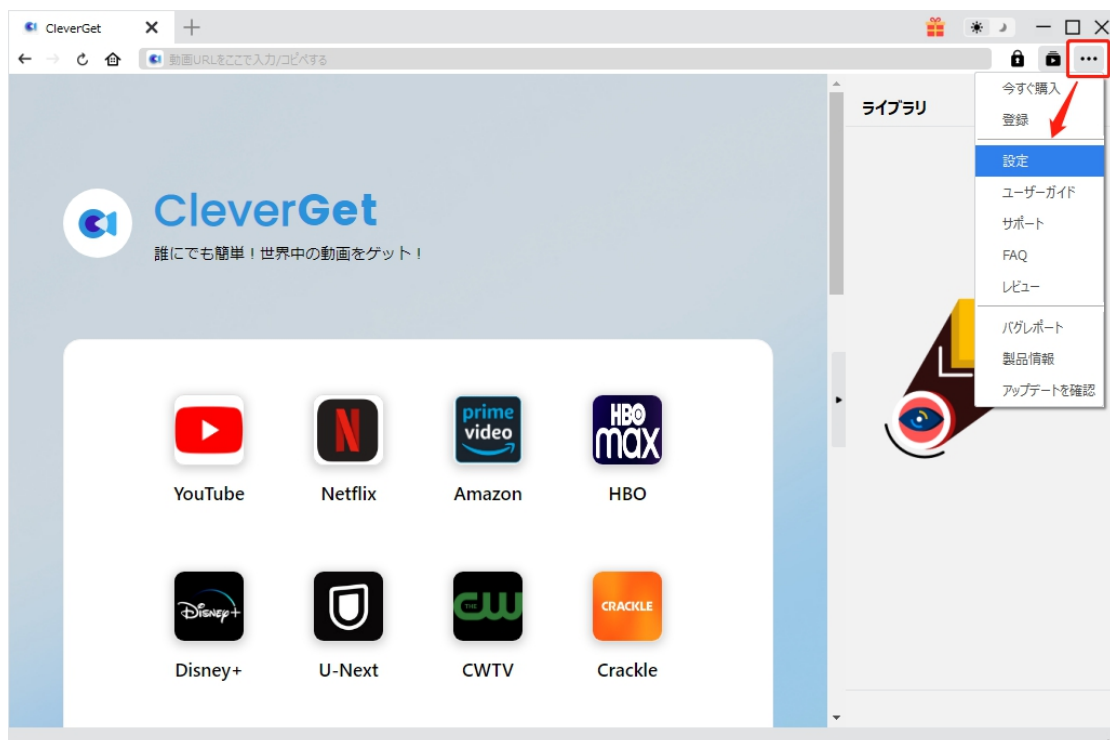 CleverGet
動画URLをここで入力/コピペする
今すぐ購入
登録
設定
ユーザーガイド
サポート
FAQ
レビュー
バグレポート
製品情報
アップデートを確認
ライブラリ
CleverGet
誰にでも簡単！世界中の動画をゲット！
prime
video
HBO
max
YouTube
Netflix
Amazon
HBO
Disney+
THE
CW
CRACKLE
Disney+
U-Next
CWTV
Crackle